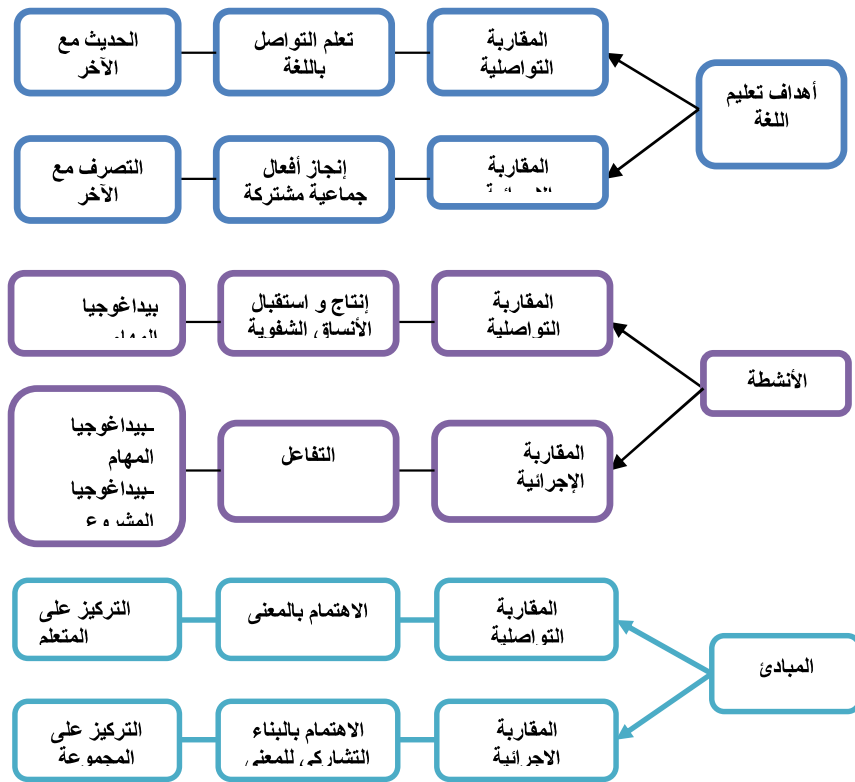 أهداف تعليم
اللغة
المقاربة
التواصلية
تعلم التواصل
باللغة
الحديث مع
الآخر
المقاربة
إنجاز أفعال
جماعية مشتركة
التصرف مع
الآخر
الأنشطة
المقاربة
التواصلية
إنتاج و استقبال
الأنساق الشفوية
بيداغوجيا
المقاربة
الإجرائية
التفاعل
-بيداغوجيا
المهام
-بيداغوجيا
المشروع
المبادئ
المقاربة
التواصلية
الاهتمام بالمعنى
التركيز على
المتعلم
المقاربة
الاجرائية
الاهتمام بالبناء
التشاركي للمعنى
التركيز على
المجموعة